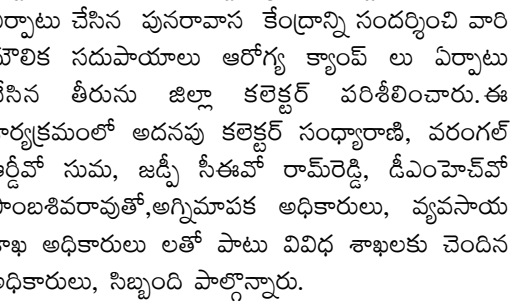 ఏర్పాటు చేసిన పునరావాస కేంద్రాన్ని సందర్శించి వారి
మౌలిక సదుపాయాలు ఆరోగ్య క్యాంప్ లు ఏర్పాటు
చేసిన తీరును జిల్లా కలెక్టర్ పరిశీలించారు.ఈ
కార్యక్రమంలో అదనపు కలెక్టర్ సంధ్యారాణి, వరంగల్
ఆర్డీవో సుమ, జడ్పీ సీఈవో రామ్‌రెడ్డి, డీఎంహెచ్‌వో
సాంబశివరావుతో,అగ్నిమాపక అధికారులు, వ్యవసాయ
శాఖ అధికారులు లతో పాటు వివిధ శాఖలకు చెందిన
అధికారులు, సిబ్బంది పాల్గొన్నారు.